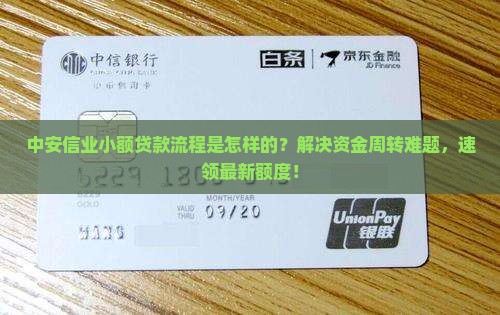 中信银行
白条
京东金融
JD Finance
中安信业小额贷款流程是怎样的？解决资金周转难题，速
领最新额度！
5229
VALID
THRU
09/20
UnionPay
银联